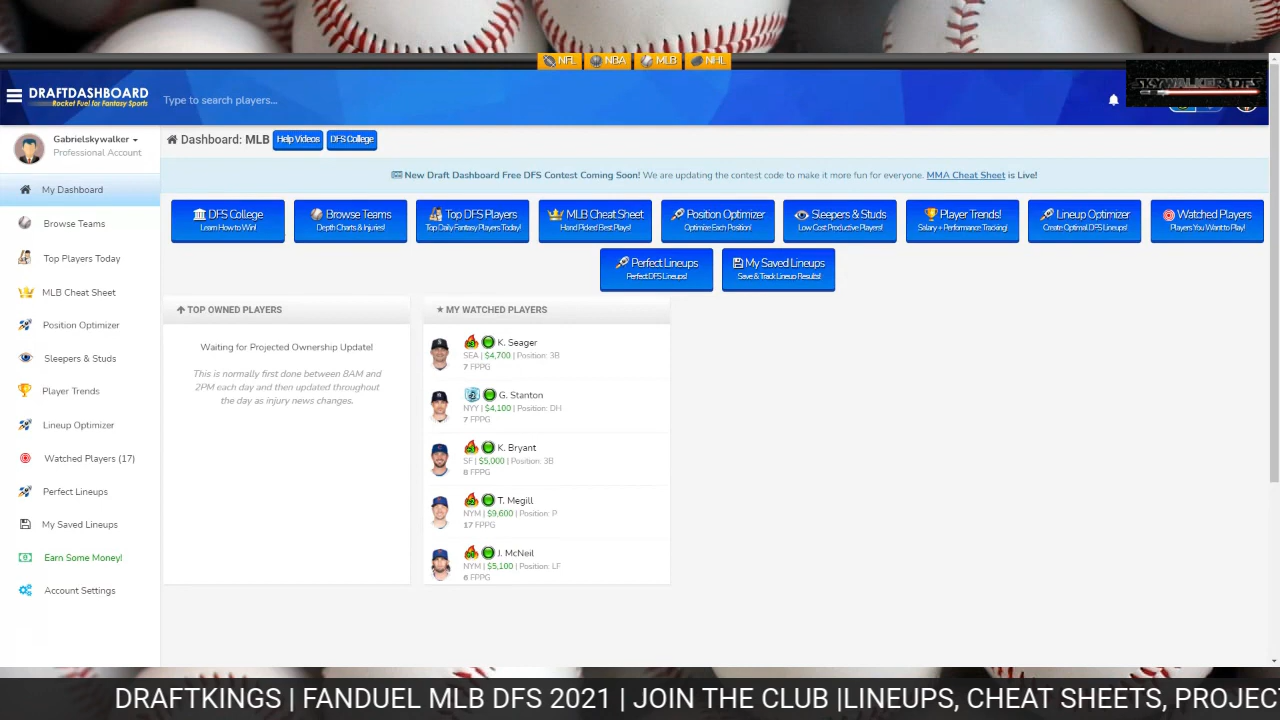 NFL
NBA
MLB
NHL
DRAFTDASHBOARD
Rocket Fuel for Fantasy Sports
Type to search players...
SKYWALKER DFS
Gabrielskywalker
Professional Account
Dashboard: MLB
Help Videos
DFS College
My Dashboard
Browse Teams
Top Players Today
MLB Cheat Sheet
Position Optimizer
Sleepers & Studs
Player Trends
Lineup Optimizer
Watched Players (17)
Perfect Lineups
My Saved Lineups
Earn Some Money!
Account Settings
New Draft Dashboard Free DFS Contest Coming Soon! We are updating the contest code to make it more fun for everyone. MMA Cheat Sheet is Live!
DFS College
Learn How to Win!
Browse Teams
Depth Charts & Injuries!
Top DFS Players
Top Daily Fantasy Players Today!
MLB Cheat Sheet
Hand Picked Best Plays!
Position Optimizer
Optimize Each Position!
Sleepers & Studs
Low Cost Productive Players!
Player Trends!
Salary + Performance Tracking!
Lineup Optimizer
Create Optimal DFS Lineups!
Watched Players
Players You Want to Play!
Perfect Lineups
Perfect DFS Lineups!
My Saved Lineups
Save & Track Lineup Results!
TOP OWNED PLAYERS
Waiting for Projected Ownership Update!
This is normally first done between 8AM and
2PM each day and then updated throughout
the day as injury news changes.
MY WATCHED PLAYERS
K. Seager
SEA | $4,700 | Position: 3B
7 FPPG
G. Stanton
NYY | $4,100 | Position: DH
7 FPPG
K. Bryant
SF | $5,000 | Position: 3B
8 FPPG
T. Megill
NYM | $9,600 | Position: P
17 FPPG
J. McNeil
NYM | $5,100 | Position: LF
6 FPPG
DRAFTKINGS | FANDUEL MLB DFS 2021 | JOIN THE CLUB |LINEUPS, CHEAT SHEETS, PROJEC